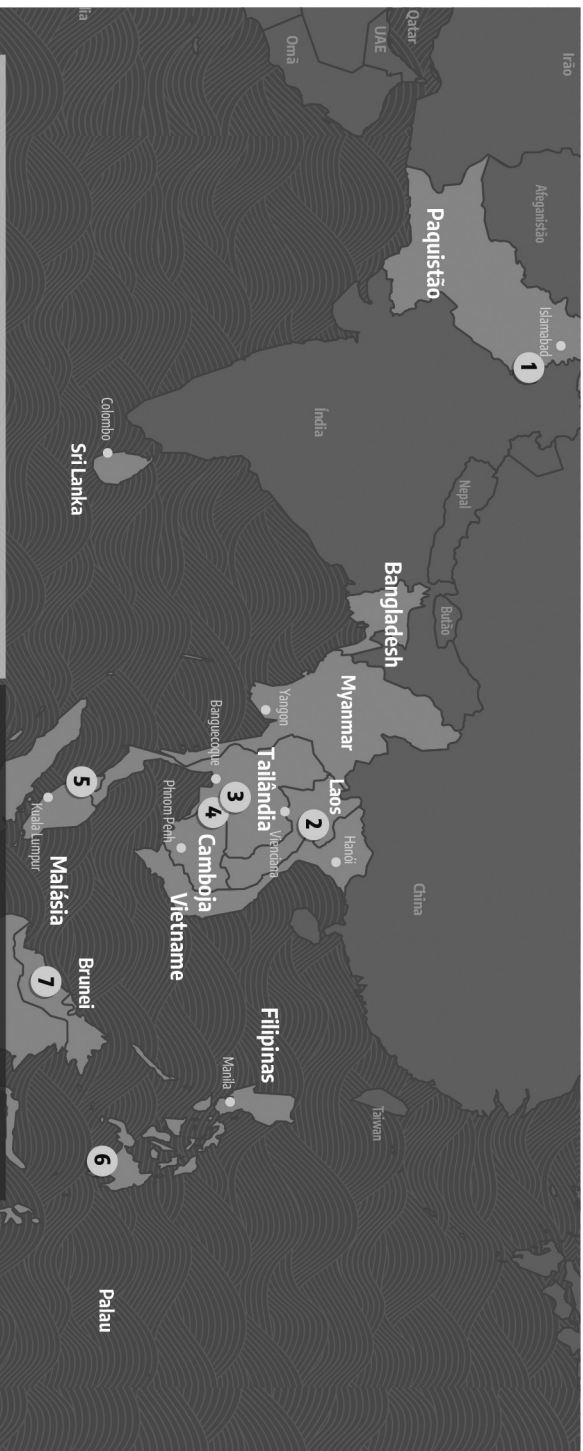 Irão
Qatar
UAE
Omã
lia
Afeganistão
Paquistão
Islamabad
1
Índia
Nepal
Butão
Colombo
Sri Lanka
Bangladesh
Myanmar
Yangon
China
Laos
Hanói
2
Tailândia
Vienciana
Banguecoque
3
4
Camboja
Phnom Penh
Vietname
5
Kuala Lumpur
Malásia
Brunei
7
Filipinas
Manila
Taiwan
6
Palau